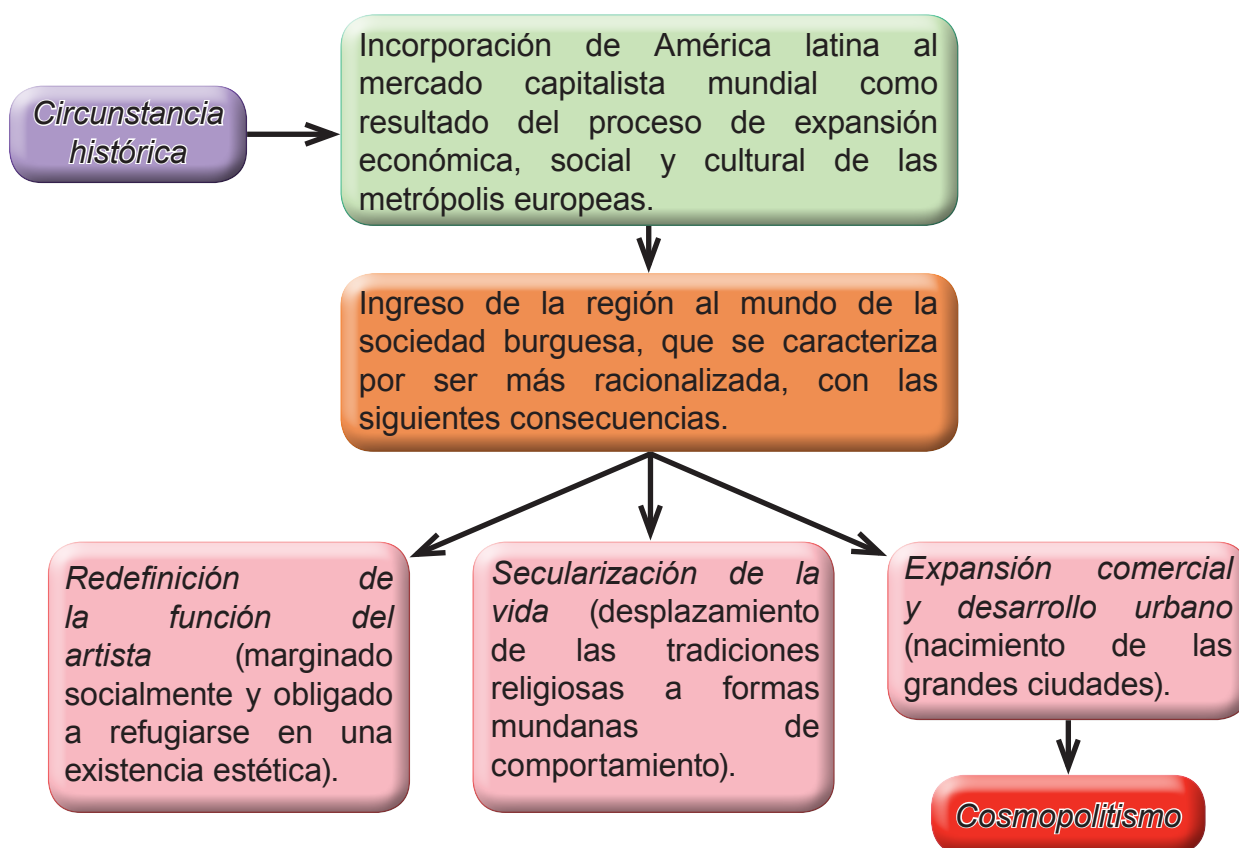 Circunstancia
histórica
Incorporación de América latina al
mercado capitalista mundial como
resultado del proceso de expansión
económica, social y cultural de las
metrópolis europeas.
Ingreso de la región al mundo de la
sociedad burguesa, que se caracteriza
por ser más racionalizada, con las
siguientes consecuencias.
Redefinición de
la función del
artista (marginado
socialmente y obligado
a refugiarse en una
existencia estética).
Secularización de la
vida (desplazamiento
de las tradiciones
religiosas a formas
mundanas de
comportamiento).
Expansión comercial
y desarrollo urbano
(nacimiento de las
grandes ciudades).
Cosmopolitismo